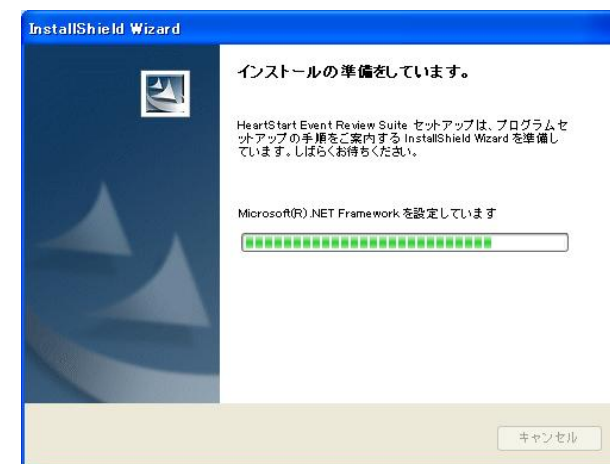 InstallShield Wizard
インストールの準備をしています。
HeartStart Event Review Suite セットアップは、プログラムセ
ットアップの手順をご案内する InstallShield Wizard を準備し
ています。しばらくお待ちください。
Microsoft(R) .NET Framework を設定しています
キャンセル